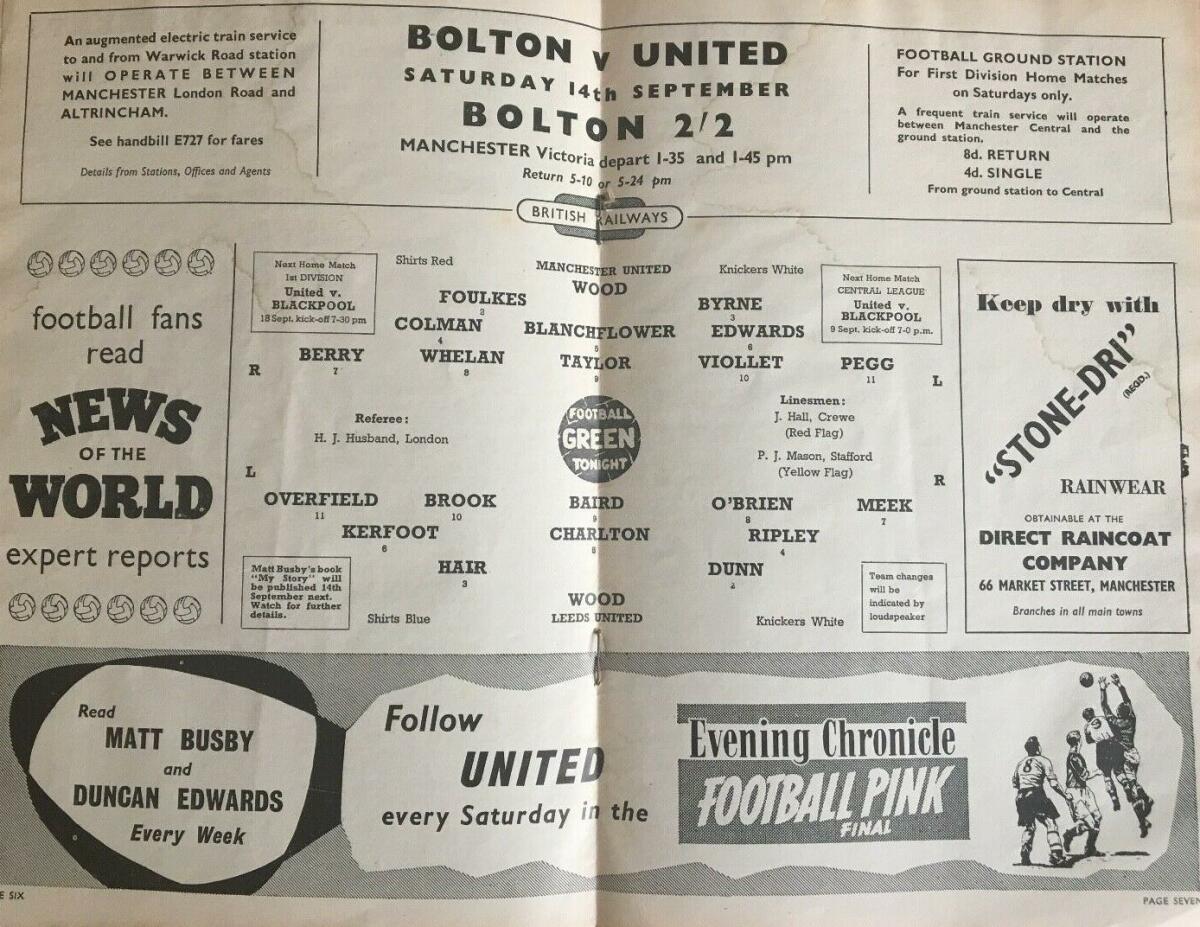 An augmented electric train service
to and from Warwick Road station
will OPERATE BETWEEN
MANCHESTER London Road and
ALTRINCHAM.
See handbill E727 for fares
Details from Stations, Offices and Agents
BOLTON v UNITED
SATURDAY 14th SEPTEMBER
BOLTON 2/2
MANCHESTER Victoria depart 1-35 and 1-45 pm
Return 5-10 or 5-24 pm
BRITISH RAILWAYS
FOOTBALL GROUND STATION
For First Division Home Matches
on Saturdays only.
A frequent train service will operate
between Manchester Central and the
ground station.
8d. RETURN
4d. SINGLE
From ground station to Central
football fans
read
NEWS
OF THE
WORLD
expert reports
Next Home Match
1st DIVISION
United v.
BLACKPOOL
18 Sept. kick-off 7-30 pm
Shirts Red
MANCHESTER UNITED
Knickers White
Next Home Match
CENTRAL LEAGUE
United v.
BLACKPOOL
9 Sept. kick-off 7-0 p.m.
WOOD
FOULKES
2
BYRNE
3
COLMAN
4
BLANCHFLOWER
5
EDWARDS
6
R
BERRY
7
WHELAN
8
TAYLOR
9
VIOLLET
10
PEGG
11
L
Referee:
H. J. Husband, London
FOOTBALL
GREEN
TONIGHT
Linesmen:
J. Hall, Crewe
(Red Flag)
P. J. Mason, Stafford
(Yellow Flag)
L
R
OVERFIELD
11
BROOK
10
BAIRD
9
O'BRIEN
8
MEEK
7
KERFOOT
6
CHARLTON
5
RIPLEY
4
HAIR
3
DUNN
2
Matt Busby's book
"My Story" will
be published 14th
September next.
Watch for further
details.
WOOD
Shirts Blue
LEEDS UNITED
Knickers White
Team changes
will be
indicated by
loudspeaker
Keep dry with
"STONE-DRI"
(REGD.)
RAINWEAR
OBTAINABLE AT THE
DIRECT RAINCOAT
COMPANY
66 MARKET STREET, MANCHESTER
Branches in all main towns
Read
MATT BUSBY
and
DUNCAN EDWARDS
Every Week
Follow
UNITED
every Saturday in the
Evening Chronicle
FOOTBALL PINK
FINAL
8
E SIX
PAGE SEVEN